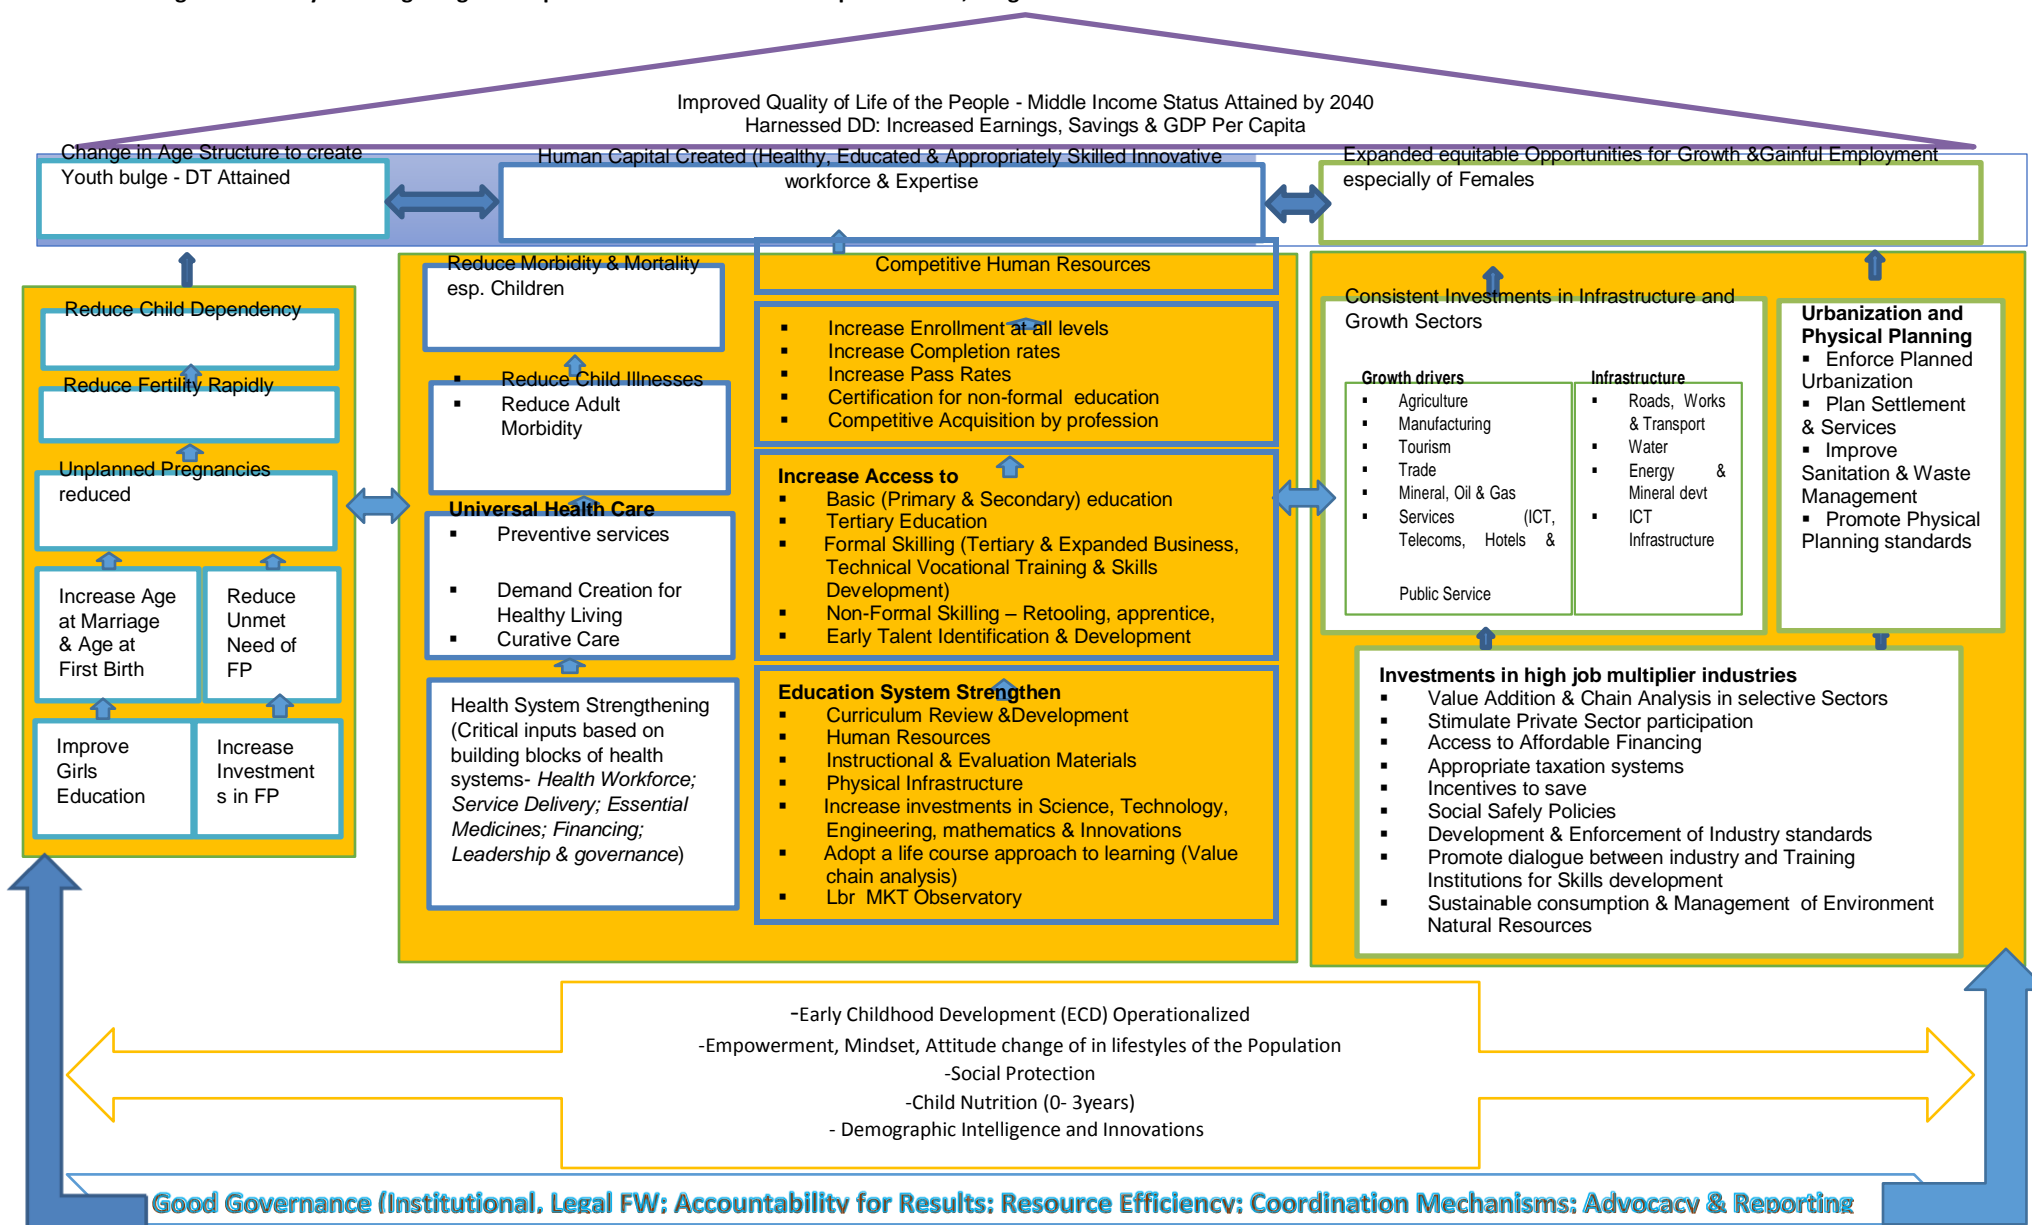 Improved Quality of Life of the People - Middle Income Status Attained by 2040
Harnessed DD: Increased Earnings, Savings & GDP Per Capita
Change in Age Structure to create
Youth bulge - DT Attained
Human Capital Created (Healthy, Educated & Appropriately Skilled Innovative
workforce & Expertise
Expanded equitable Opportunities for Growth &Gainful Employment
especially of Females
Reduce Child Dependency
Reduce Fertility Rapidly
Unplanned Pregnancies
reduced
Increase Age
at Marriage
& Age at
First Birth
Reduce
Unmet
Need of
FP
Improve
Girls
Education
Increase
Investment
s in FP
Reduce Morbidity & Mortality
esp. Children
▪ Reduce Child Illnesses
▪ Reduce Adult
Morbidity
Universal Health Care
▪ Preventive services
▪ Demand Creation for
Healthy Living
▪ Curative Care
Health System Strengthening
(Critical inputs based on
building blocks of health
systems- Health Workforce;
Service Delivery; Essential
Medicines; Financing;
Leadership & governance)
Competitive Human Resources
▪ Increase Enrollment at all levels
▪ Increase Completion rates
▪ Increase Pass Rates
▪ Certification for non-formal education
▪ Competitive Acquisition by profession
Increase Access to
▪ Basic (Primary & Secondary) education
▪ Tertiary Education
▪ Formal Skilling (Tertiary & Expanded Business,
Technical Vocational Training & Skills
Development)
▪ Non-Formal Skilling – Retooling, apprentice,
▪ Early Talent Identification & Development
Education System Strengthen
▪ Curriculum Review &Development
▪ Human Resources
▪ Instructional & Evaluation Materials
▪ Physical Infrastructure
▪ Increase investments in Science, Technology,
Engineering, mathematics & Innovations
▪ Adopt a life course approach to learning (Value
chain analysis)
▪ Lbr MKT Observatory
Consistent Investments in Infrastructure and
Growth Sectors
Growth drivers
▪ Agriculture
▪ Manufacturing
▪ Tourism
▪ Trade
▪ Mineral, Oil & Gas
▪ Services (ICT,
Telecoms, Hotels &
Public Service
Infrastructure
▪ Roads, Works
& Transport
▪ Water
▪ Energy &
Mineral devt
▪ ICT
Infrastructure
Urbanization and
Physical Planning
▪ Enforce Planned
Urbanization
▪ Plan Settlement
& Services
▪ Improve
Sanitation & Waste
Management
▪ Promote Physical
Planning standards
Investments in high job multiplier industries
▪ Value Addition & Chain Analysis in selective Sectors
▪ Stimulate Private Sector participation
▪ Access to Affordable Financing
▪ Appropriate taxation systems
▪ Incentives to save
▪ Social Safely Policies
▪ Development & Enforcement of Industry standards
▪ Promote dialogue between industry and Training
Institutions for Skills development
▪ Sustainable consumption & Management of Environment
Natural Resources
-Early Childhood Development (ECD) Operationalized
-Empowerment, Mindset, Attitude change of in lifestyles of the Population
-Social Protection
-Child Nutrition (0- 3years)
- Demographic Intelligence and Innovations
Good Governance (Institutional, Legal FW; Accountability for Results; Resource Efficiency; Coordination Mechanisms; Advocacy & Reporting